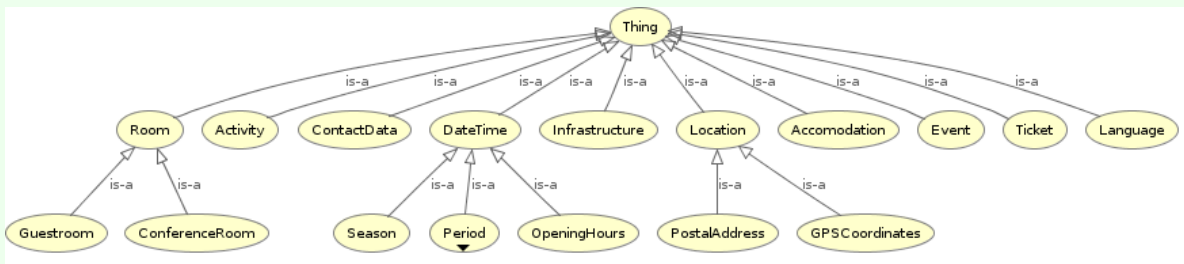 Thing
is-a is-a is-a is-a is-a is-a is-a is-a is-a is-a
Room Activity ContactData DateTime Infrastructure Location Accomodation Event Ticket Language
is-a is-a is-a is-a is-a is-a is-a
Guestroom ConferenceRoom Season Period OpeningHours PostalAddress GPSCoordinates